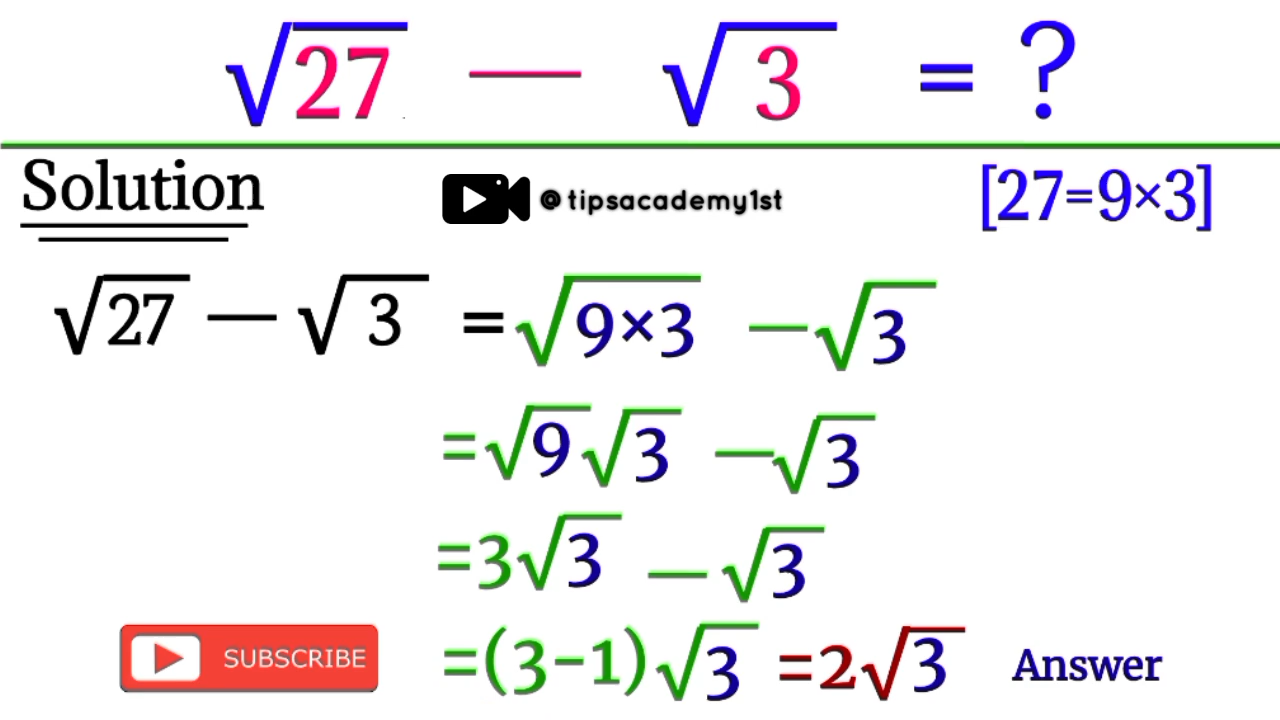 √27 — √3 = ?
Solution
@tipsacademy1st
[27=9×3]
√27 — √3 = √9×3 —√3
=√9√3 —√3
=3√3 —√3
SUBSCRIBE
=(3-1)√3 =2√3 Answer